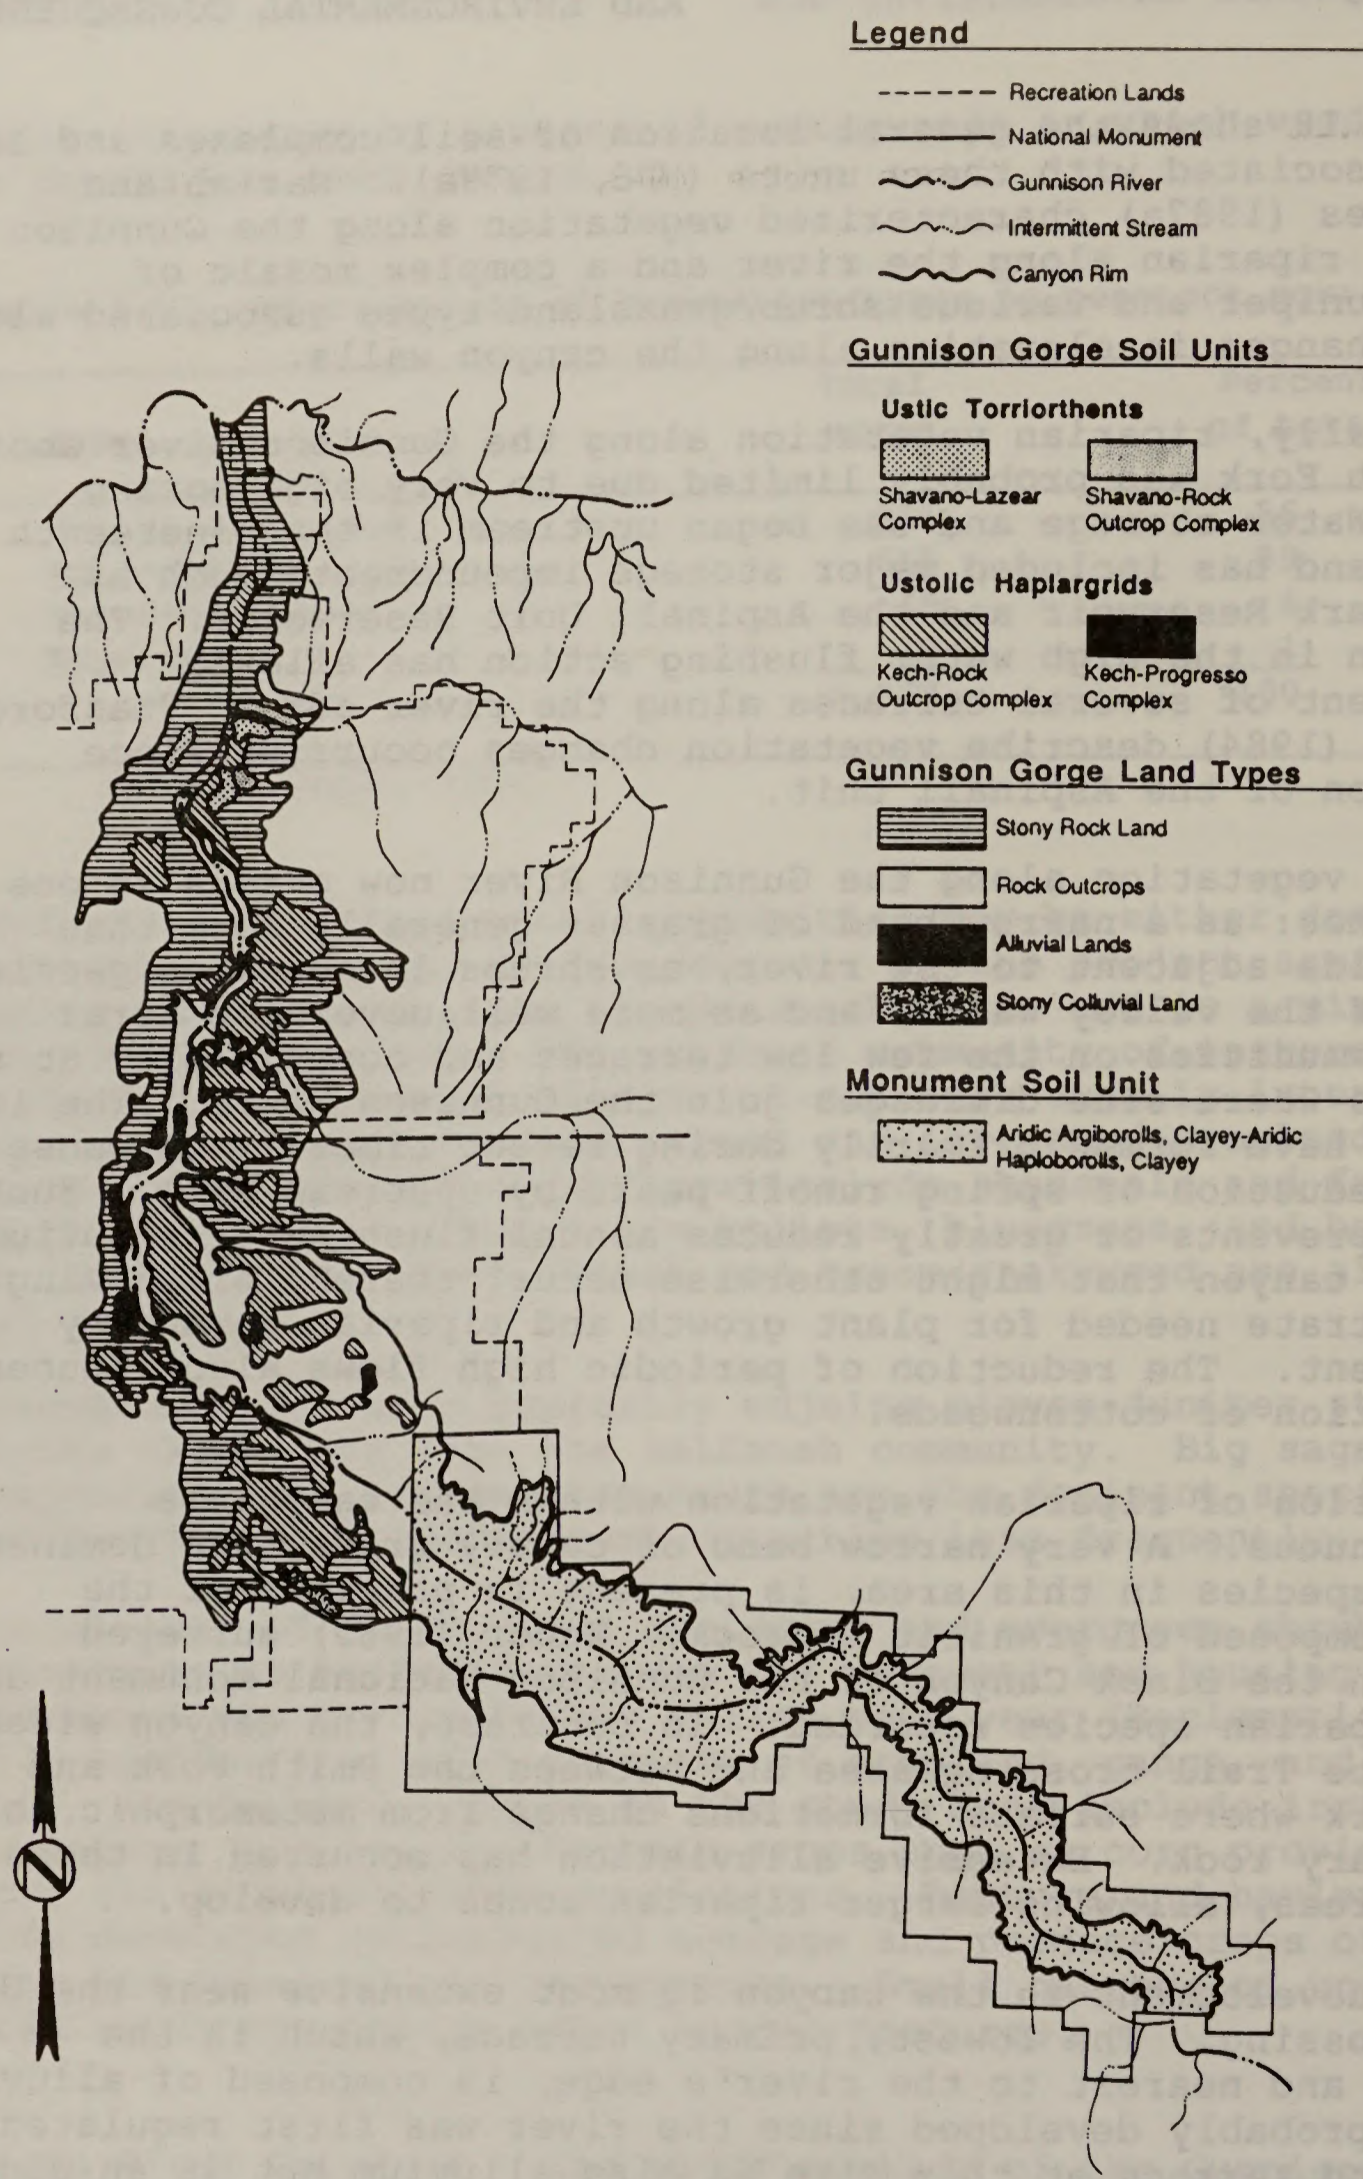 Legend
Recreation Lands
National Monument
Gunnison River
Intermittent Stream
Canyon Rim
Gunnison Gorge Soil Units
Ustic Torriorthents
Shavano-Lazear
Complex
Shavano-Rock
Outcrop Complex
Ustolic Haplargrids
Kech-Rock
Outcrop Complex
Kech-Progresso
Complex
Gunnison Gorge Land Types
Stony Rock Land
Rock Outcrops
Alluvial Lands
Stony Colluvial Land
Monument Soil Unit
Aridic Argiborolls, Clayey-Aridic
Haploborolls, Clayey
N